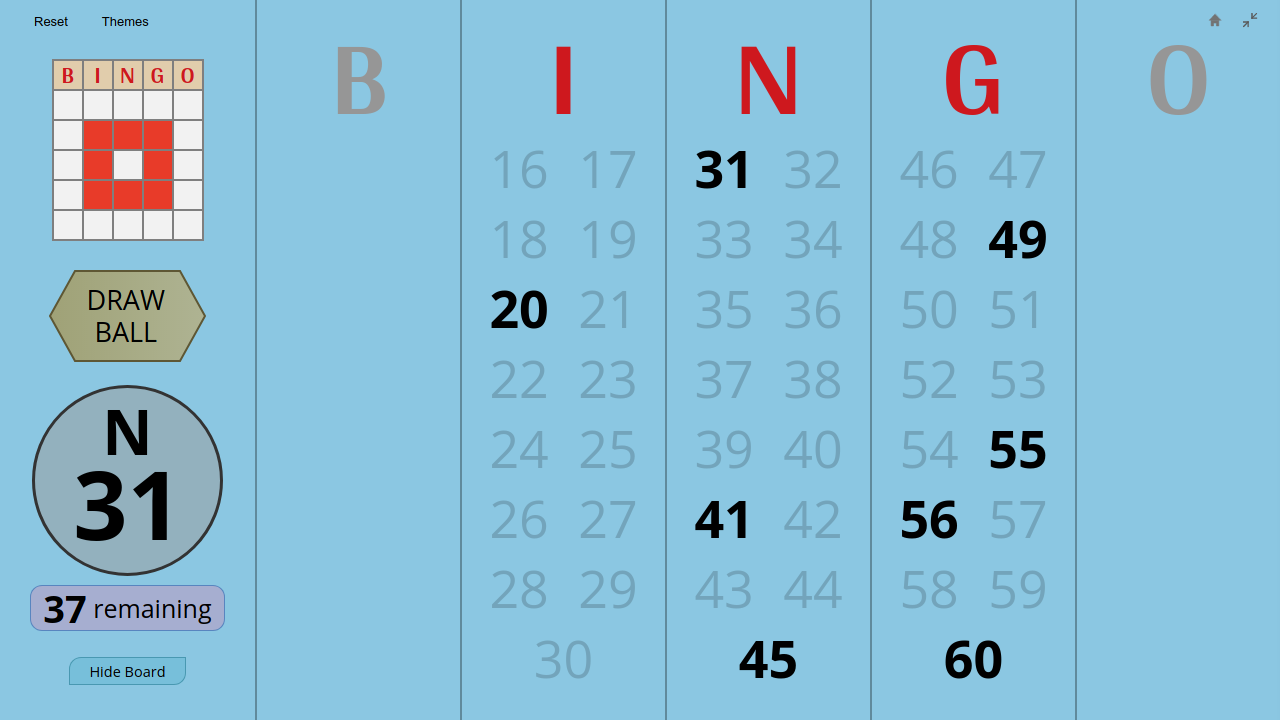 Reset Themes
B I N G O
DRAW
BALL
N
31
37 remaining
Hide Board
B I N G O
16 17 31 32 46 47
18 19 33 34 48 49
20 21 35 36 50 51
22 23 37 38 52 53
24 25 39 40 54 55
26 27 41 42 56 57
28 29 43 44 58 59
30 45 60